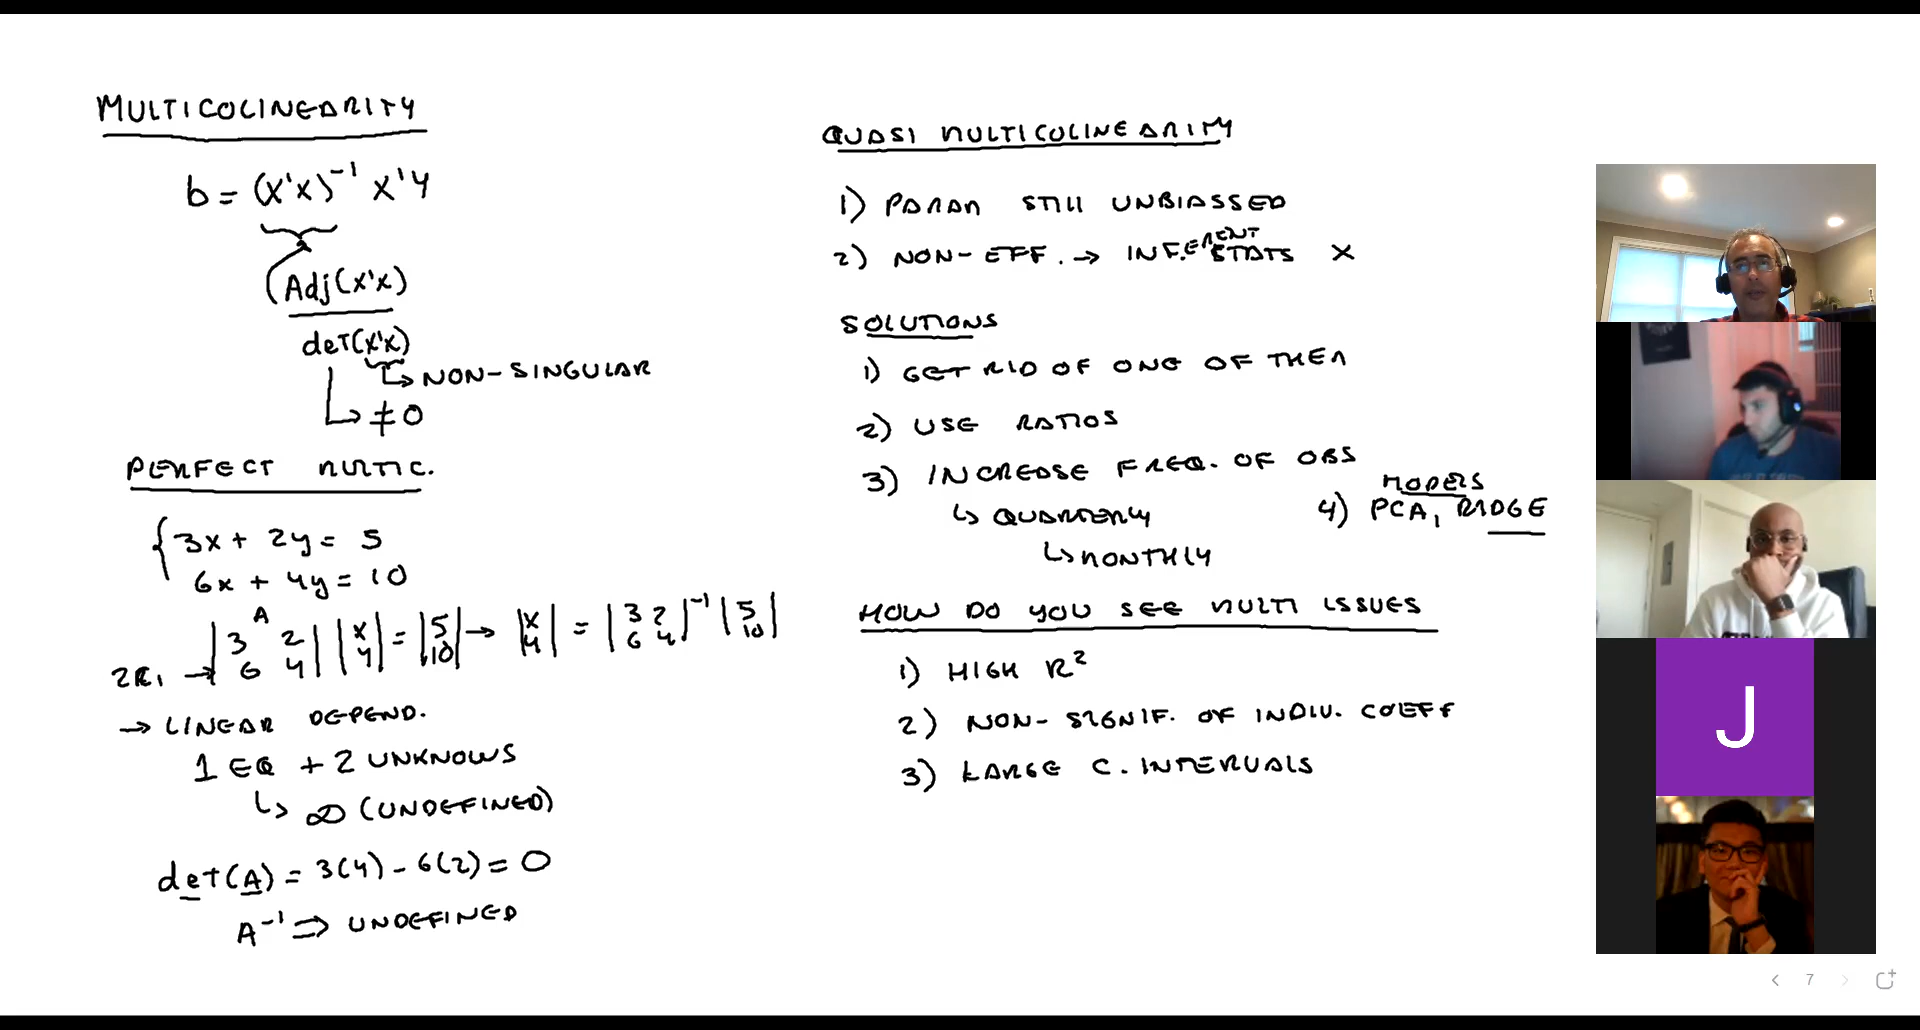 MULTICOLINEARITY
b = (X'X)⁻¹ X'Y
Adj(X'X)
det(X'X)
↳ NON-SINGULAR
↳ ≠ 0
PERFECT MULTIC.
{ 3x + 2y = 5
6x + 4y = 10
A
| 3 2 | | x | = | 5 | → | x | = | 3 2 |⁻¹ | 5 |
2R₁ → | 6 4 | | y | | 10 | | y | | 6 4 | | 10 |
→ LINEAR DEPEND.
1 EQ + 2 UNKNOWS
↳ ∞ (UNDEFINED)
det(A) = 3(4) - 6(2) = 0
A⁻¹ ⇒ UNDEFINED
QUASI MULTICOLINEARITY
1) PARAM STILL UNBIASSED
2) NON-EFF. → INFERENT STATS X
SOLUTIONS
1) GET RID OF ONE OF THEM
2) USE RATIOS
3) INCREASE FREQ. OF OBS
↳ QUARTERLY
↳ MONTHLY
MODELS
4) PCA, RIDGE
HOW DO YOU SEE MULTI ISSUES
1) HIGH R²
2) NON-SIGNIF. OF INDIV. COEFF
3) LARGE C. INTERVALS
J
7